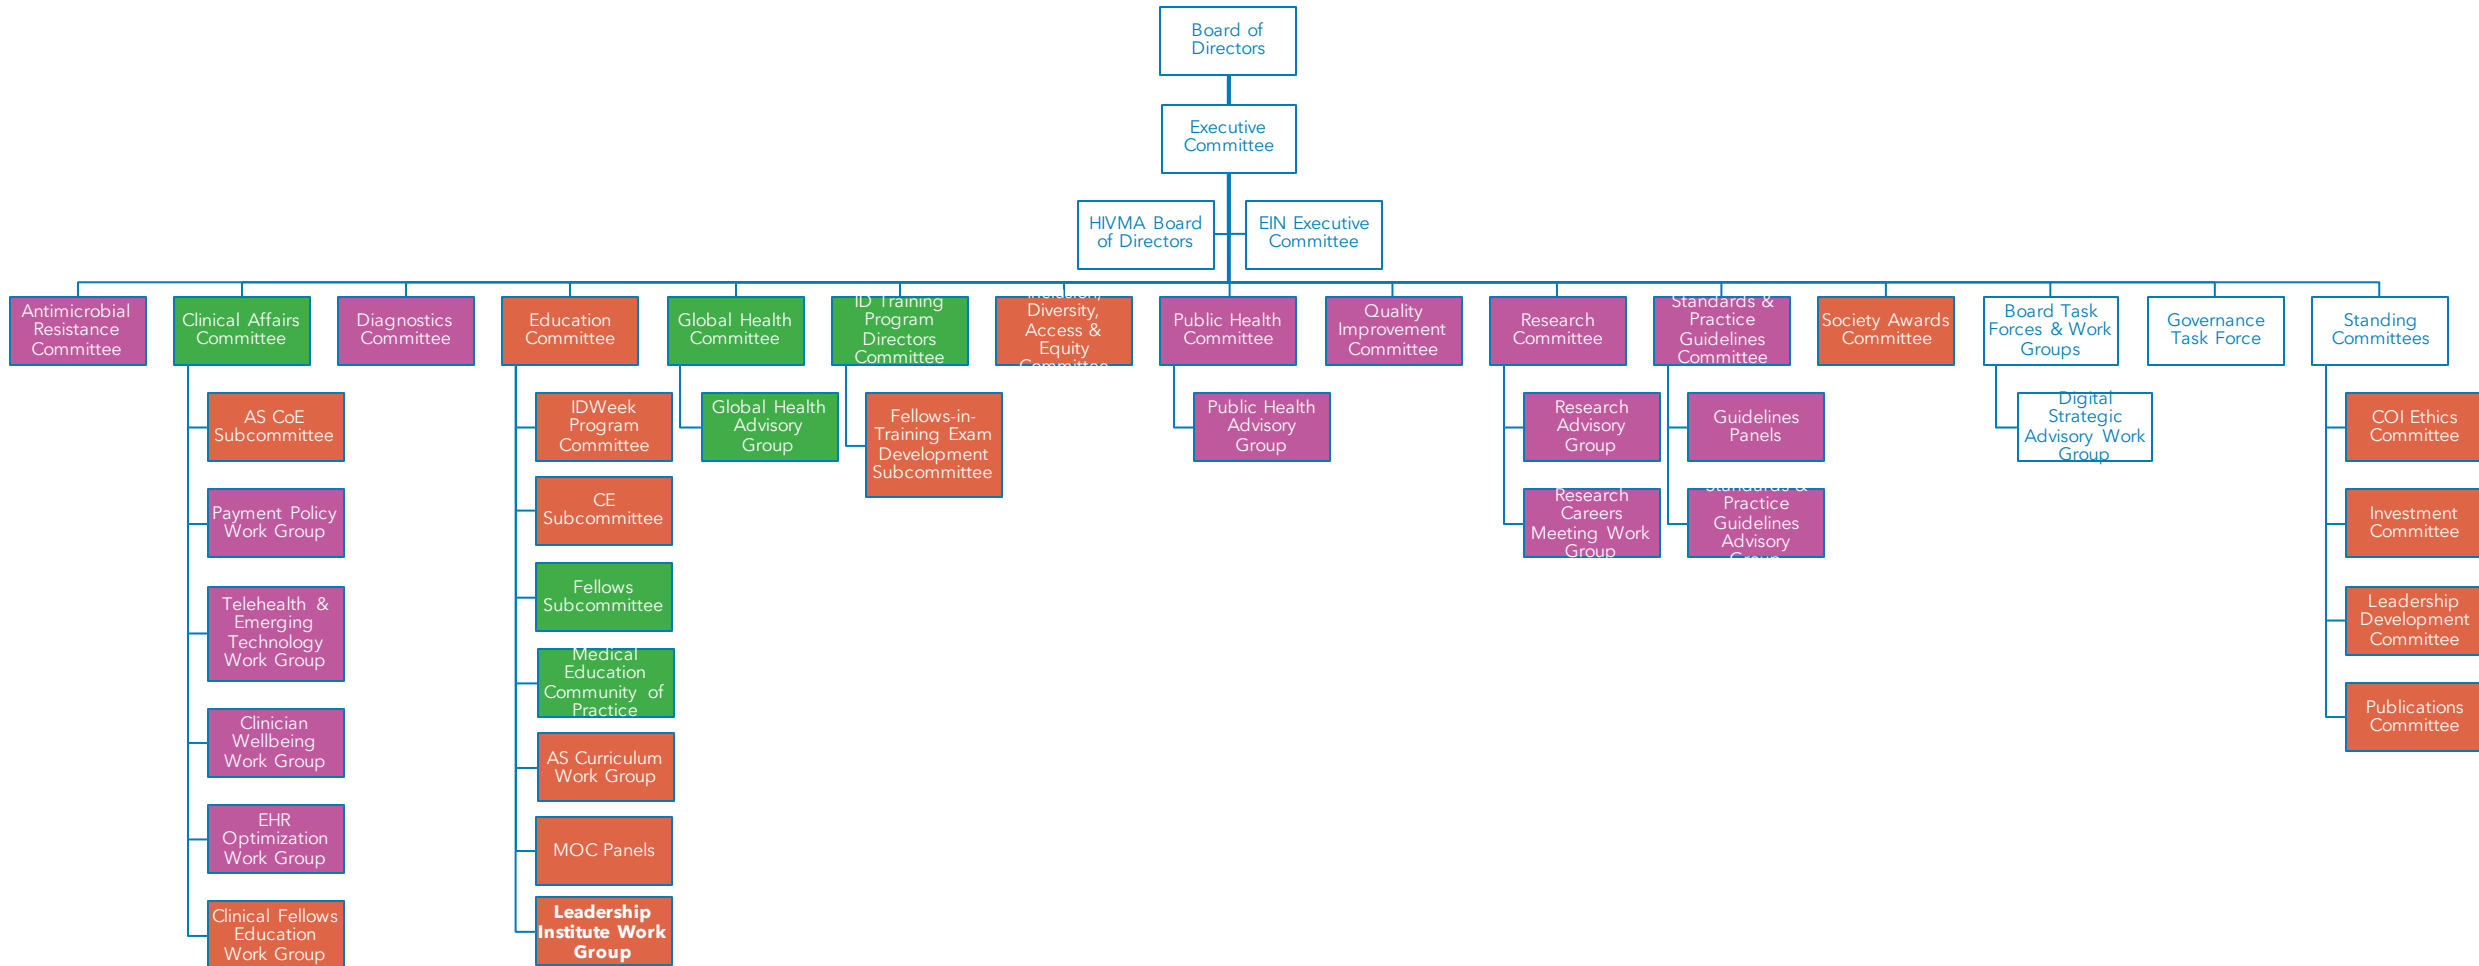 Board of
Directors
Executive
Committee
HIVMA Board
of Directors
EIN Executive
Committee
Antimicrobial
Resistance
Committee
Clinical Affairs
Committee
Diagnostics
Committee
Education
Committee
Global Health
Committee
ID Training
Program
Directors
Committee
Inclusion,
Diversity,
Access &
Equity
Committee
Public Health
Committee
Quality
Improvement
Committee
Research
Committee
Standards &
Practice
Guidelines
Committee
Society Awards
Committee
Board Task
Forces & Work
Groups
Governance
Task Force
Standing
Committees
AS CoE
Subcommittee
Payment Policy
Work Group
Telehealth &
Emerging
Technology
Work Group
Clinician
Wellbeing
Work Group
EHR
Optimization
Work Group
Clinical Fellows
Education
Work Group
IDWeek
Program
Committee
CE
Subcommittee
Fellows
Subcommittee
Medical
Education
Community of
Practice
AS Curriculum
Work Group
MOC Panels
Leadership
Institute Work
Group
Global Health
Advisory
Group
Fellows-in-
Training Exam
Development
Subcommittee
Public Health
Advisory
Group
Research
Advisory
Group
Research
Careers
Meeting Work
Group
Guidelines
Panels
Standards &
Practice
Guidelines
Advisory
Group
Digital
Strategic
Advisory Work
Group
COI Ethics
Committee
Investment
Committee
Leadership
Development
Committee
Publications
Committee